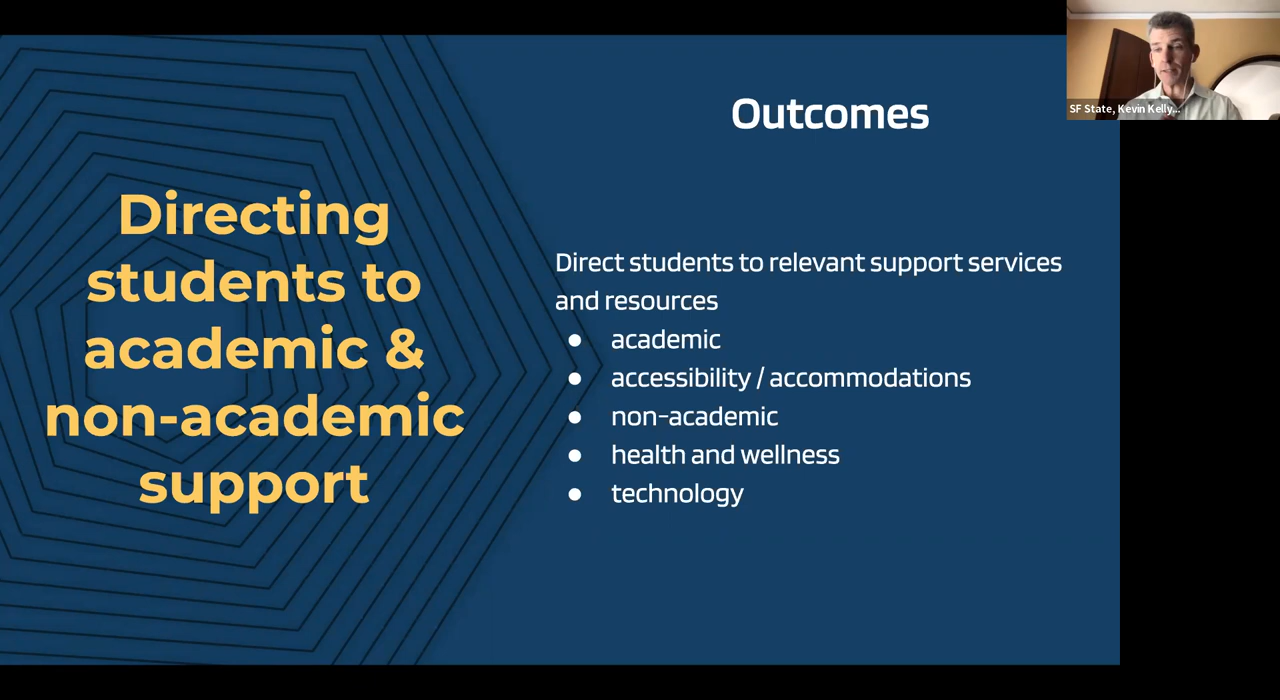 Directing
students to
academic &
non-academic
support
Outcomes
Direct students to relevant support services
and resources
● academic
● accessibility / accommodations
● non-academic
● health and wellness
● technology
SF State, Kevin Kelly...